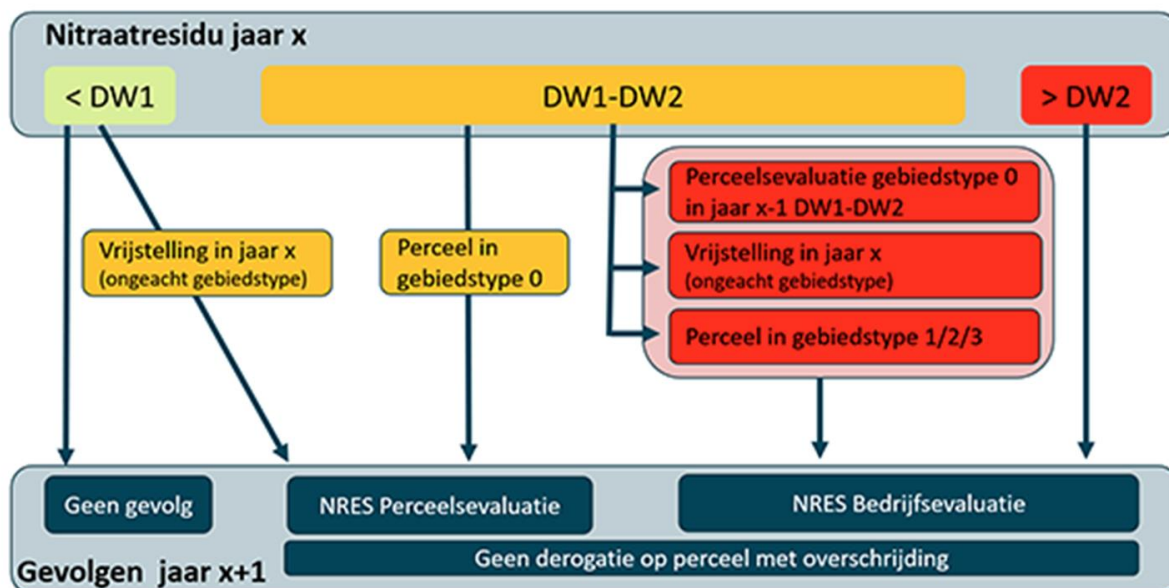 Nitraatresidu jaar x
< DW1
DW1-DW2
> DW2
Perceelsevaluatie gebiedstype 0
in jaar x-1 DW1-DW2
Vrijstelling in jaar x
(ongeacht gebiedstype)
Perceel in
gebiedstype 0
Vrijstelling in jaar x
(ongeacht gebiedstype)
Perceel in gebiedstype 1/2/3
Geen gevolg
NRES Perceelsevaluatie
NRES Bedrijfsevaluatie
Geen derogatie op perceel met overschrijding
Gevolgen jaar x+1